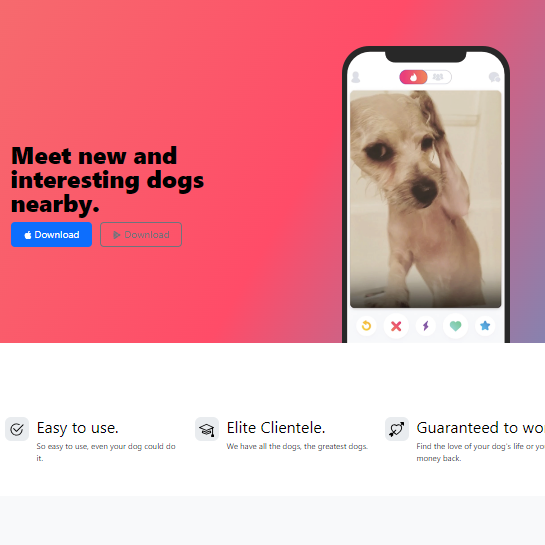 Meet new and
interesting dogs
nearby.
Download
Download
Easy to use.
So easy to use, even your dog could do
it.
Elite Clientele.
We have all the dogs, the greatest dogs.
Guaranteed to wo
Find the love of your dog's life or yo
money back.